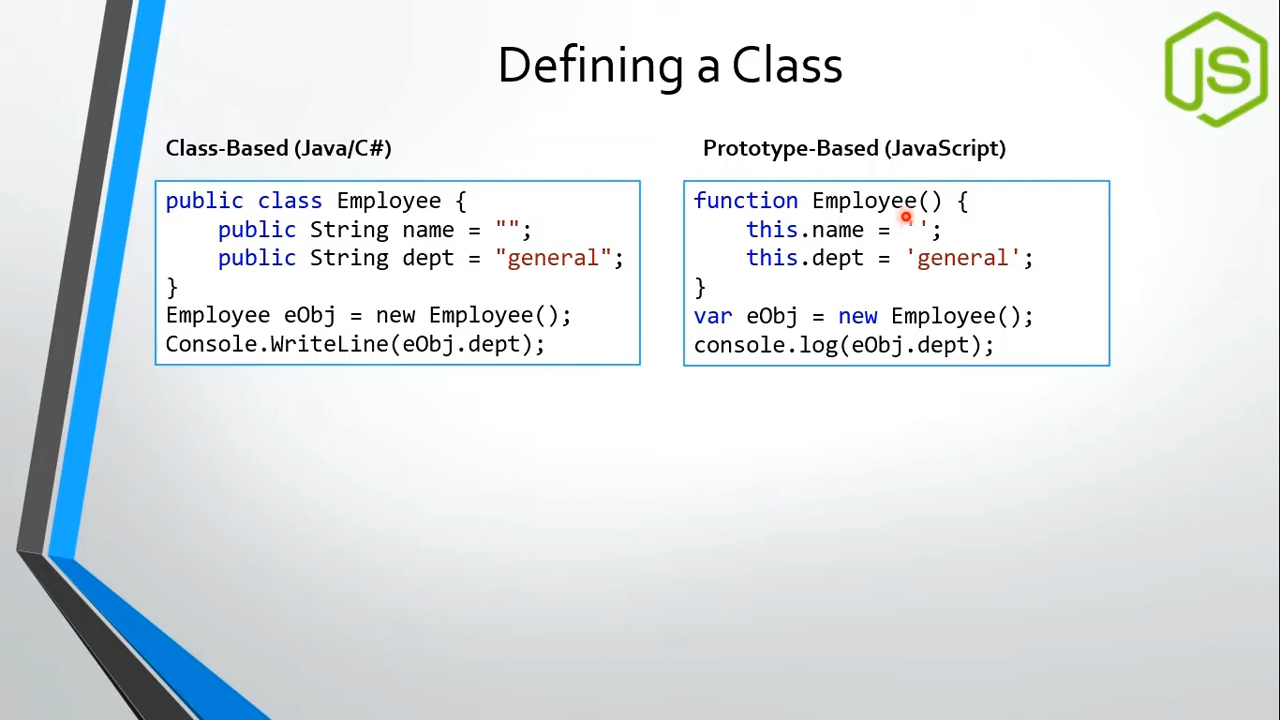 Defining a Class
JS
Class-Based (Java/C#)
public class Employee {
    public String name = "";
    public String dept = "general";
}
Employee eObj = new Employee();
Console.WriteLine(eObj.dept);
Prototype-Based (JavaScript)
function Employee() {
    this.name = '';
    this.dept = 'general';
}
var eObj = new Employee();
console.log(eObj.dept);